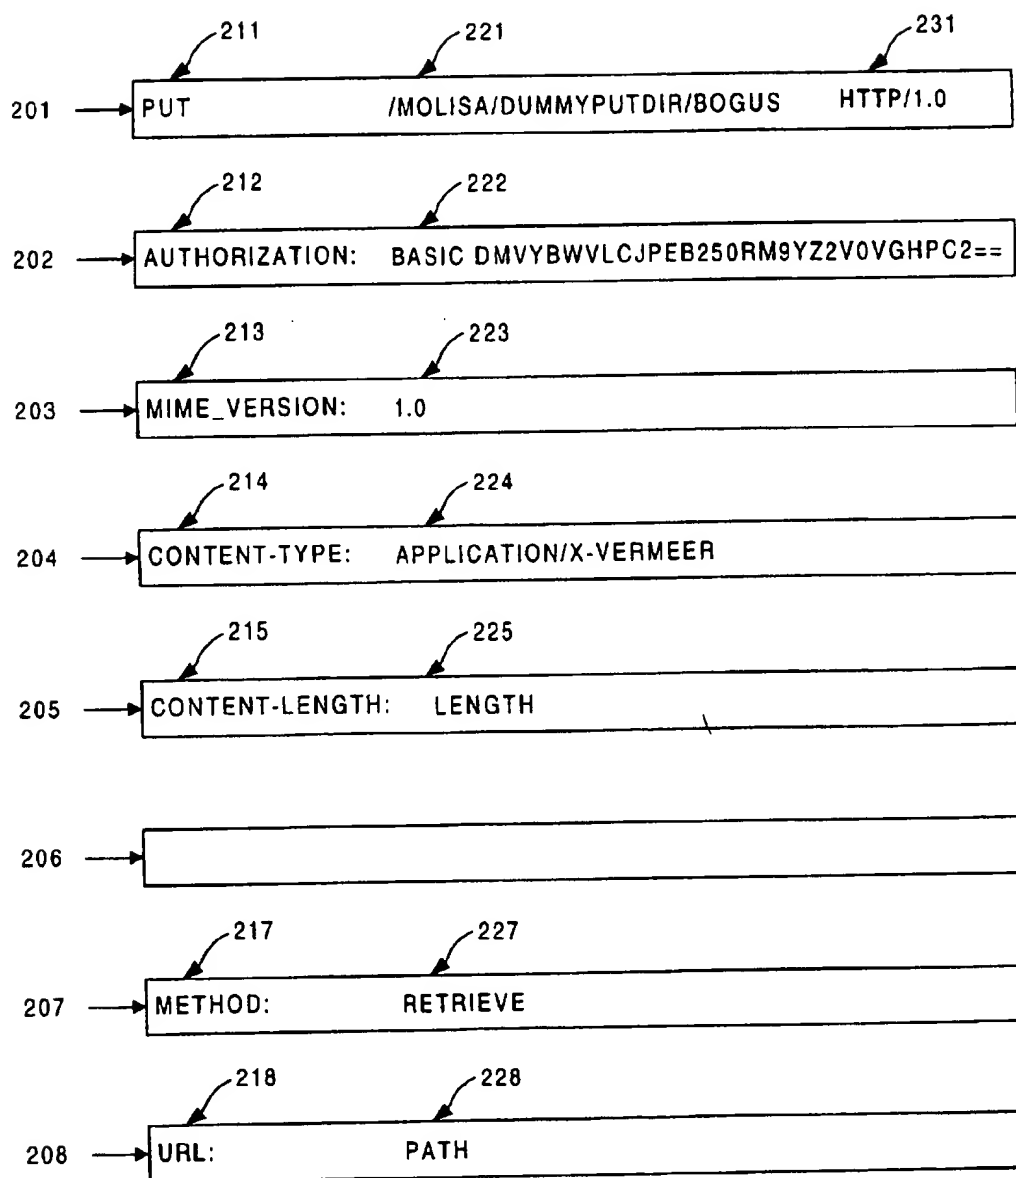 211 221 231
201 PUT /MOLISA/DUMMYPUTDIR/BOGUS HTTP/1.0
212 222
202 AUTHORIZATION: BASIC DMVYBWVLCJPEB250RM9YZ2V0VGHPC2==
213 223
203 MIME_VERSION: 1.0
214 224
204 CONTENT-TYPE: APPLICATION/X-VERMEER
215 225
205 CONTENT-LENGTH: LENGTH
206
217 227
207 METHOD: RETRIEVE
218 228
208 URL: PATH